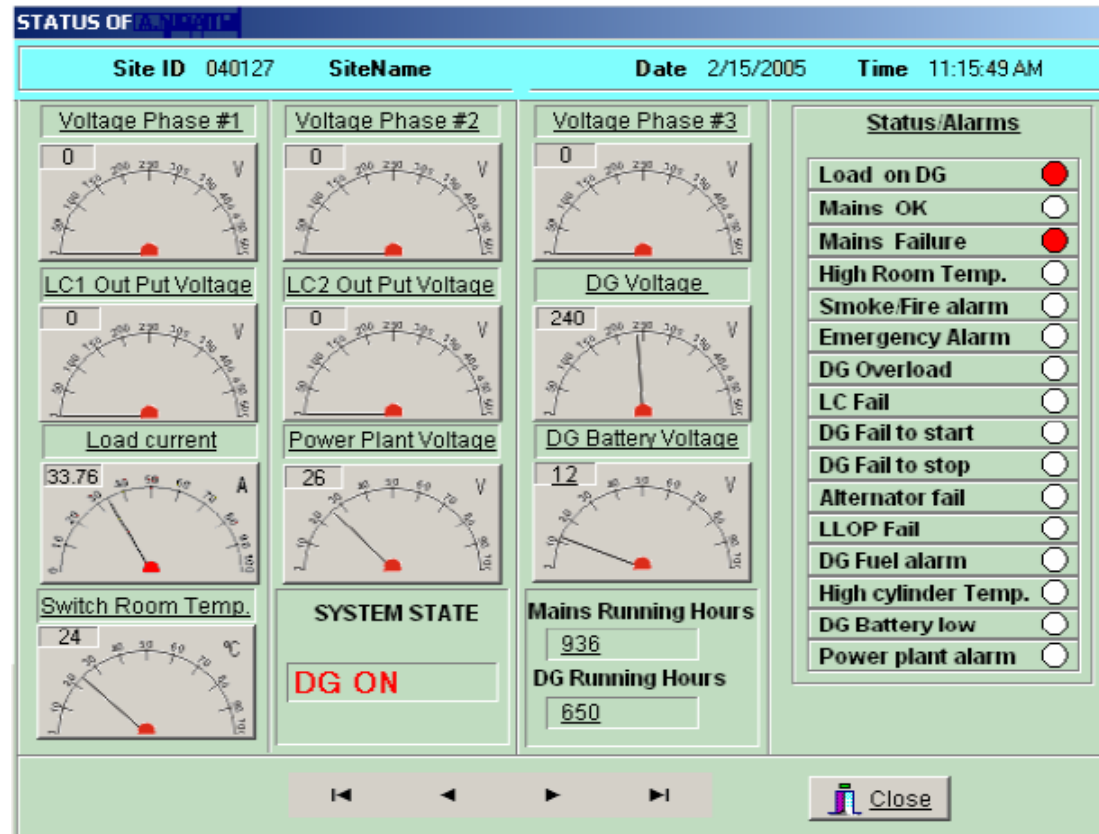 STATUS OF
Site ID 040127 SiteName Date 2/15/2005 Time 11:15:49 AM
Voltage Phase #1
0
V
Voltage Phase #2
0
V
Voltage Phase #3
0
V
LC1 Out Put Voltage
0
V
LC2 Out Put Voltage
0
V
DG Voltage
240
V
Load current
33.76
A
Power Plant Voltage
26
V
DG Battery Voltage
12
V
Switch Room Temp.
24
°C
SYSTEM STATE
DG ON
Mains Running Hours
936
DG Running Hours
650
Status/Alarms
Load on DG
Mains OK
Mains Failure
High Room Temp.
Smoke/Fire alarm
Emergency Alarm
DG Overload
LC Fail
DG Fail to start
DG Fail to stop
Alternator fail
LLOP Fail
DG Fuel alarm
High cylinder Temp.
DG Battery low
Power plant alarm
Close